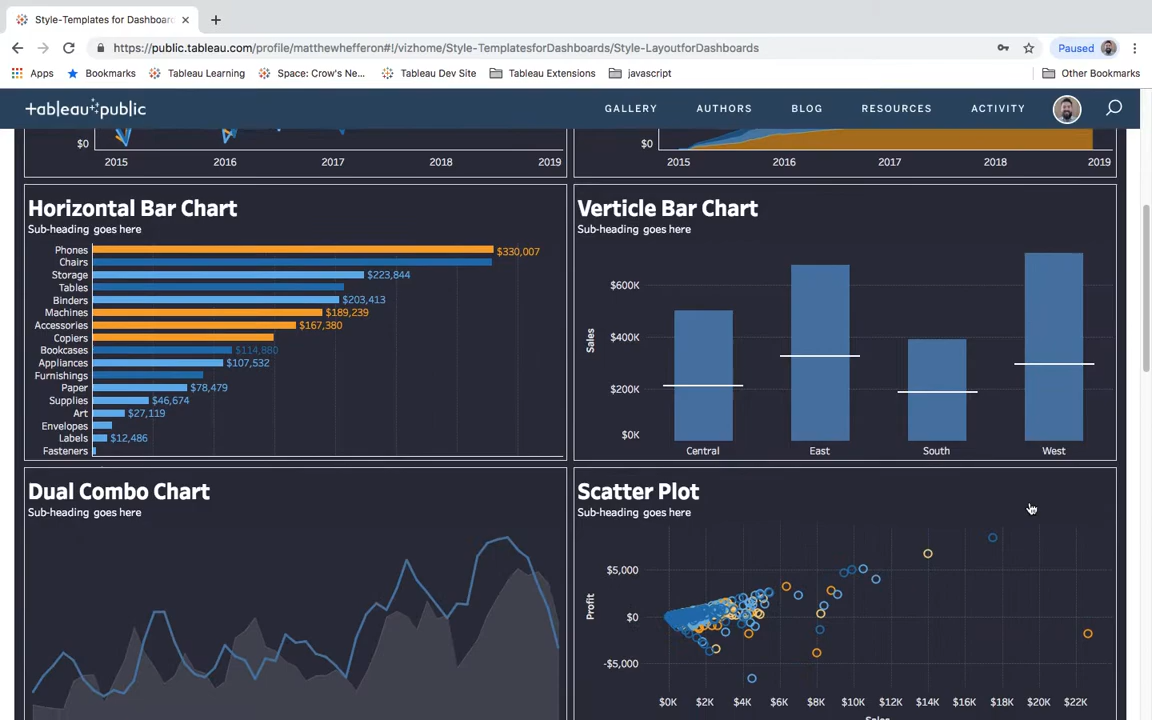 Style-Templates for Dashboar
https://public.tableau.com/profile/matthewhefferon#!/vizhome/Style-TemplatesforDashboards/Style-LayoutforDashboards
Paused
Apps
Bookmarks
Tableau Learning
Space: Crow's Ne...
Tableau Dev Site
Tableau Extensions
javascript
Other Bookmarks
+ableau public
GALLERY
AUTHORS
BLOG
RESOURCES
ACTIVITY
$0
2015
2016
2017
2018
2019
$0
2015
2016
2017
2018
2019
Horizontal Bar Chart
Sub-heading goes here
Phones $330,007
Chairs
Storage $223,844
Tables
Binders $203,413
Machines $189,239
Accessories $167,380
Copiers
Bookcases $114,880
Appliances $107,532
Furnishings
Paper $78,479
Supplies $46,674
Art $27,119
Envelopes
Labels $12,486
Fasteners
Verticle Bar Chart
Sub-heading goes here
Sales
$600K
$400K
$200K
$0K
Central
East
South
West
Dual Combo Chart
Sub-heading goes here
Scatter Plot
Sub-heading goes here
Profit
$5,000
$0
-$5,000
$0K
$2K
$4K
$6K
$8K
$10K
$12K
$14K
$16K
$18K
$20K
$22K
Sales